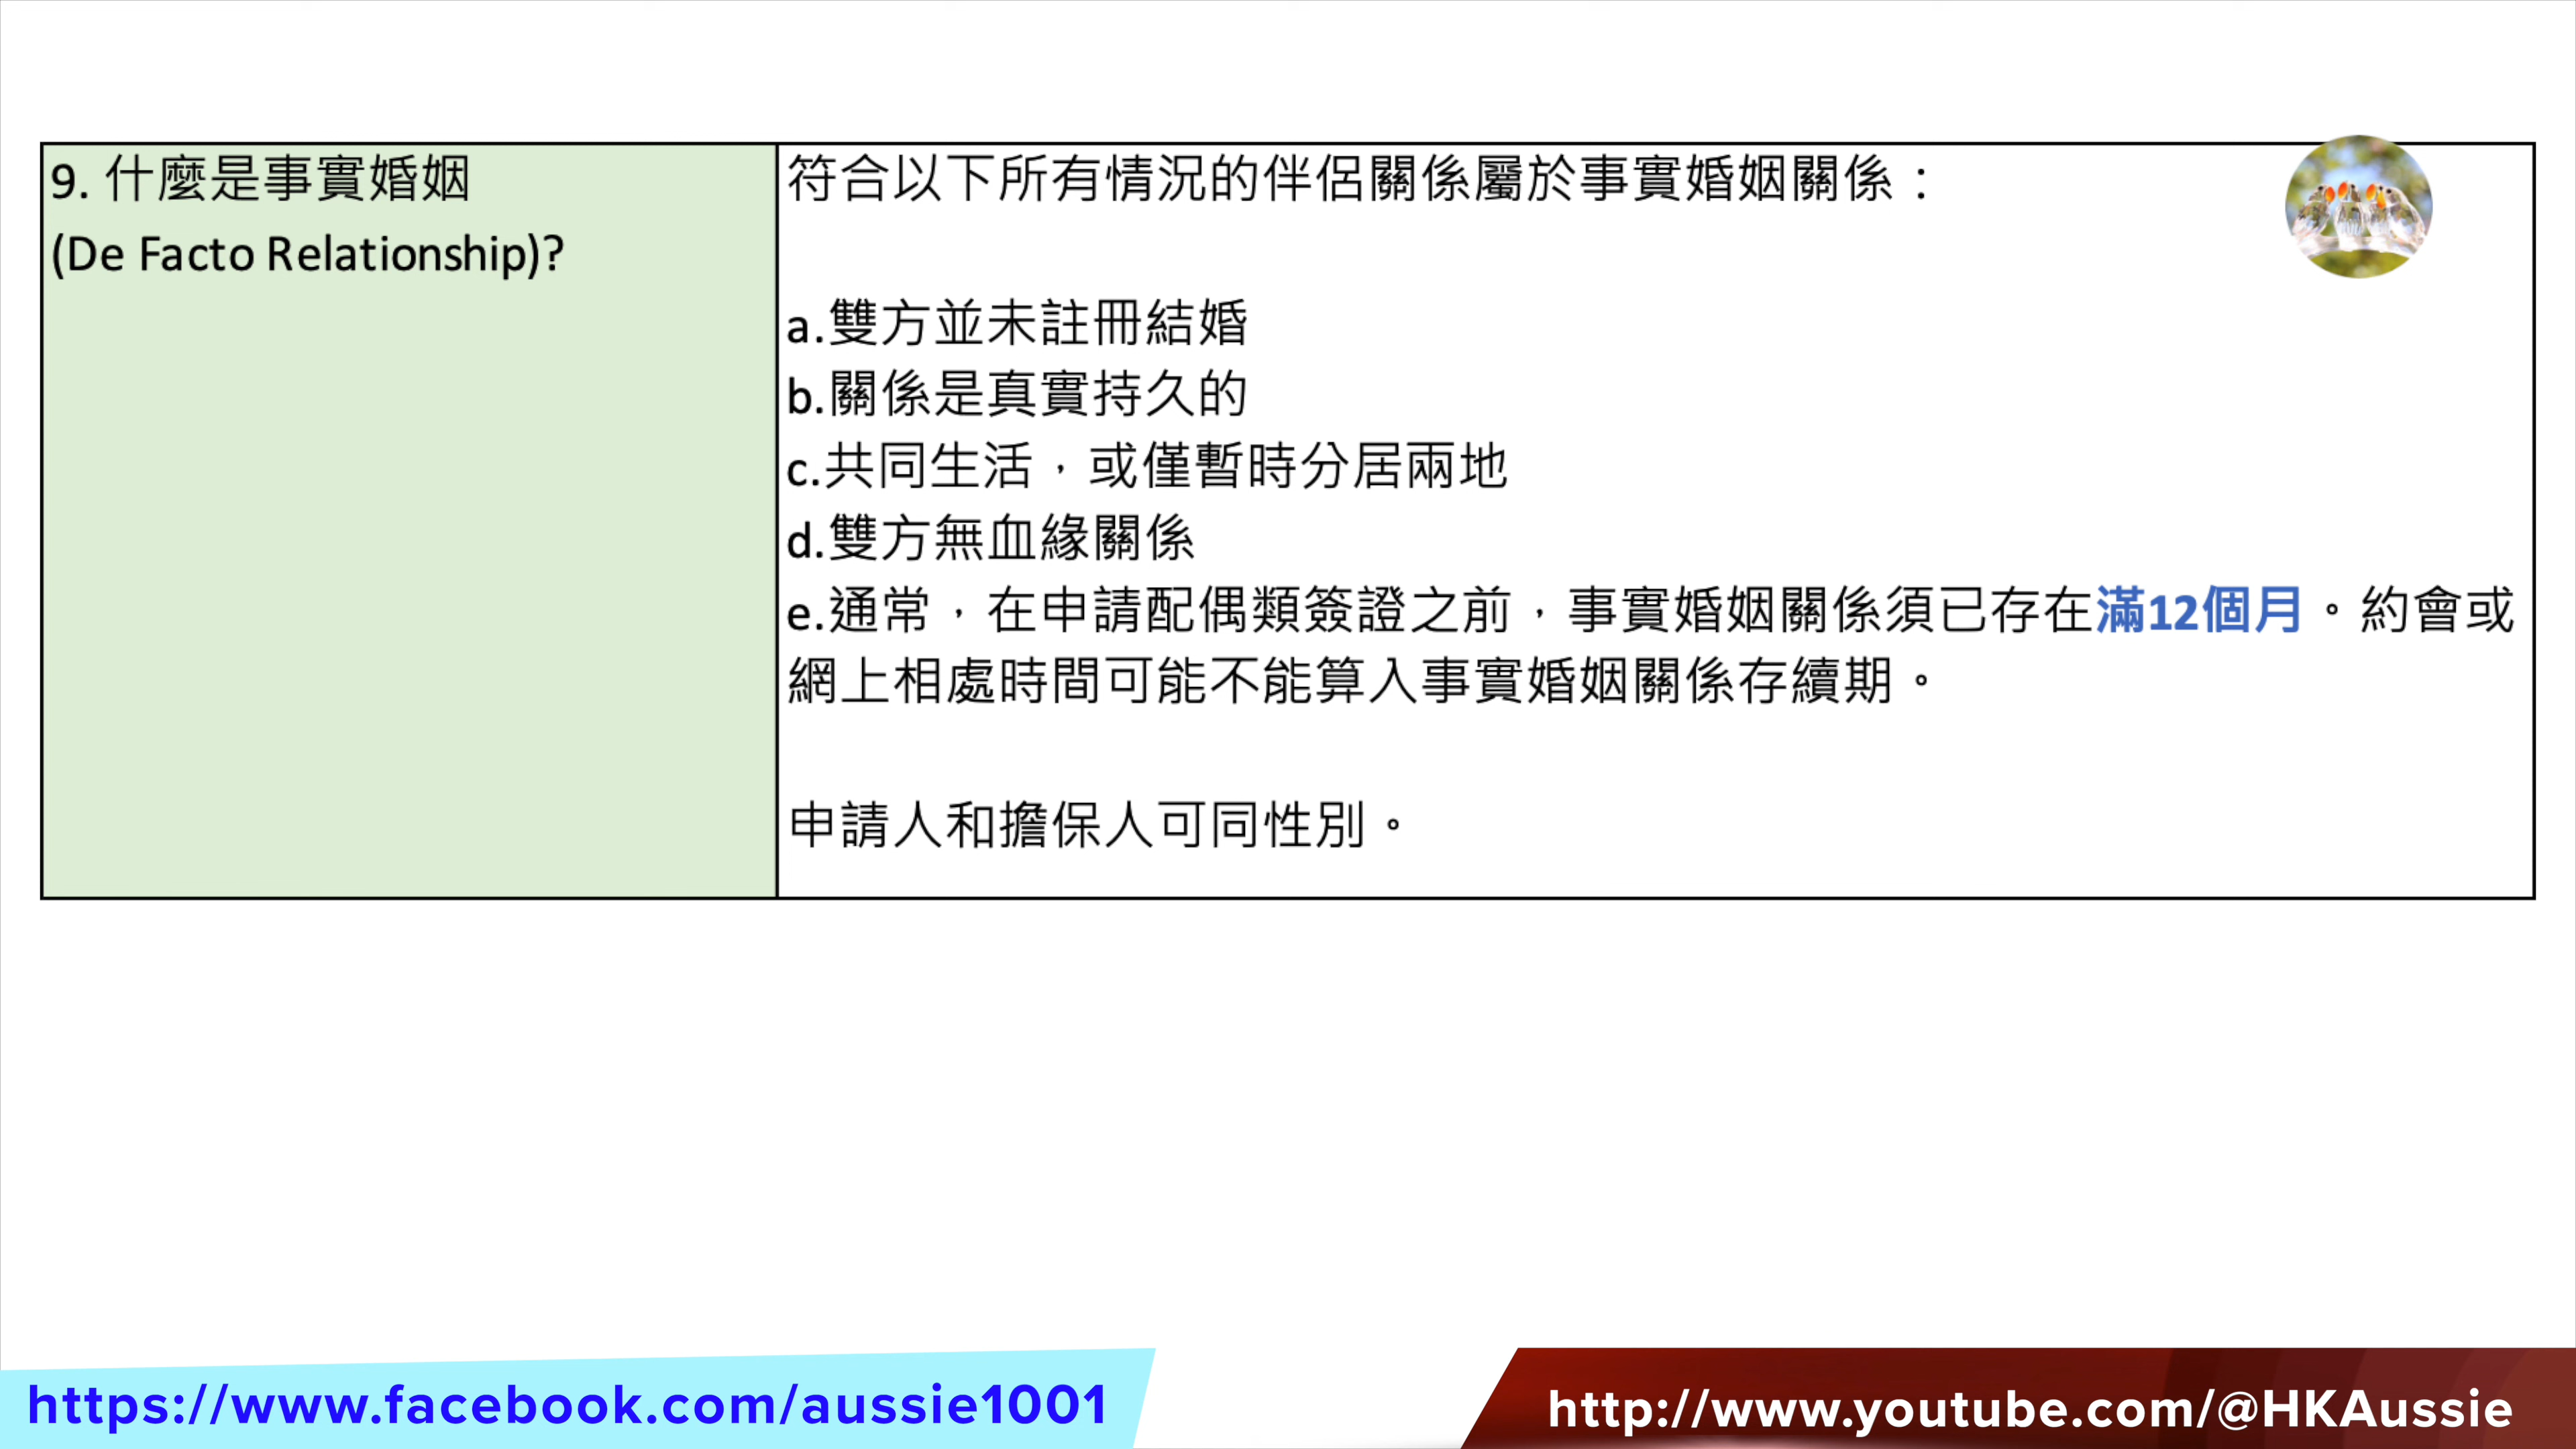 9. 什麼是事實婚姻
(De Facto Relationship)?
符合以下所有情況的伴侶關係屬於事實婚姻關係：
a.雙方並未註冊結婚
b.關係是真實持久的
c.共同生活，或僅暫時分居兩地
d.雙方無血緣關係
e.通常，在申請配偶類簽證之前，事實婚姻關係須已存在滿12個月。約會或
網上相處時間可能不能算入事實婚姻關係存續期。
申請人和擔保人可同性別。
https://www.facebook.com/aussie1001
http://www.youtube.com/@HKAussie